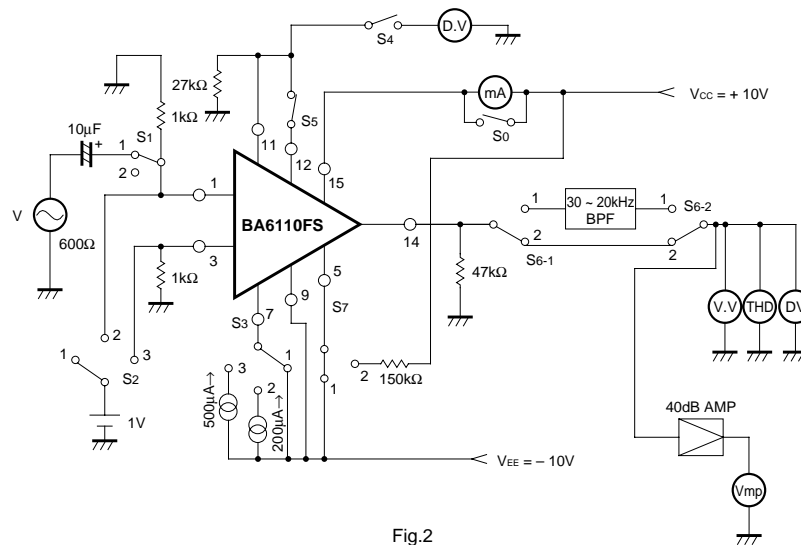 S4
D.V
27kΩ
1kΩ
mA
VCC = + 10V
S0
10µF
+
1
S1
2
S5
11
12
15
1
V
600Ω
BA6110FS
14
1
30 ~ 20kHz
BPF
1
S6-2
2
S6-1
2
3
1kΩ
47kΩ
5
9
S7
7
S3
V.V
THD
DV
2
1
S2
3
1V
3
500µA→
2
200µA→
1
1
2
150kΩ
40dB AMP
VEE = – 10V
Vmp
Fig.2